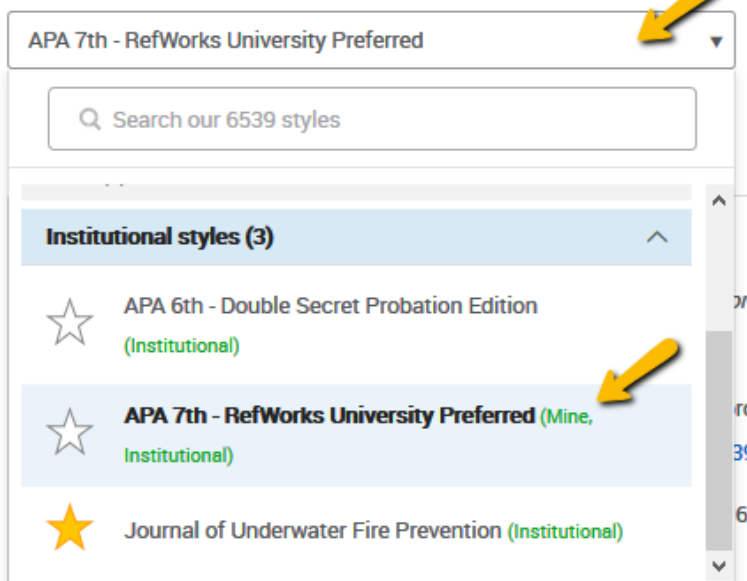 APA 7th - RefWorks University Preferred
Search our 6539 styles
Institutional styles (3)
APA 6th - Double Secret Probation Edition
(Institutional)
APA 7th - RefWorks University Preferred (Mine,
Institutional)
Journal of Underwater Fire Prevention (Institutional)